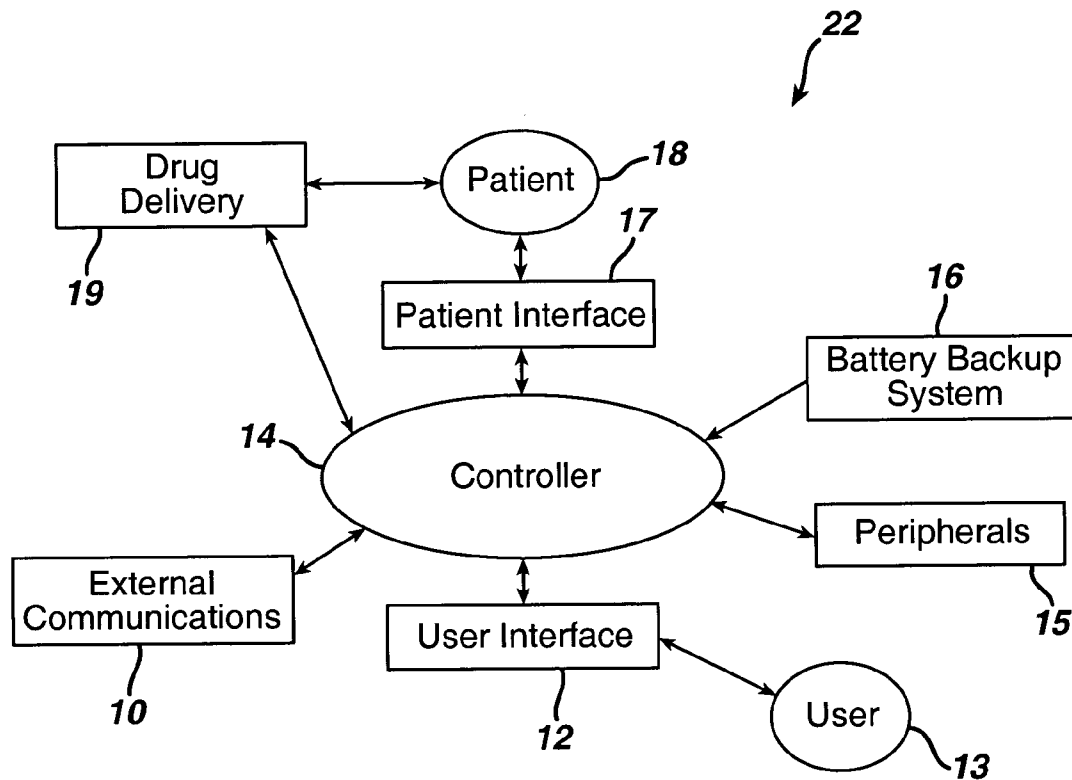 22
Drug
Delivery
19
Patient
18
17
Patient Interface
16
Battery Backup
System
14
Controller
Peripherals
15
External
Communications
10
User Interface
12
User
13